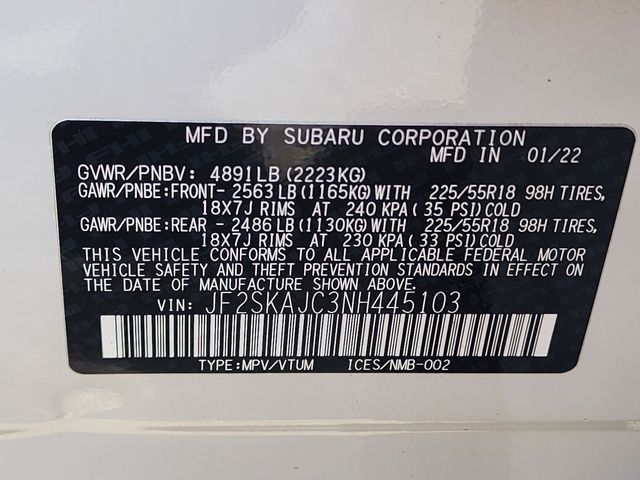 MFD BY SUBARU CORPORATION
MFD IN 01/22
GVWR/PNBV: 4891LB(2223KG)
GAWR/PNBE:FRONT- 2563LB(1165KG)WITH 225/55R18 98H TIRES,
18X7J RIMS AT 240 KPA(35 PSI)COLD
GAWR/PNBE:REAR - 2486LB(1130KG)WITH 225/55R18 98H TIRES,
18X7J RIMS AT 230 KPA(33 PSI)COLD
THIS VEHICLE CONFORMS TO ALL APPLICABLE FEDERAL MOTOR
VEHICLE SAFETY AND THEFT PREVENTION STANDARDS IN EFFECT ON
THE DATE OF MANUFACTURE SHOWN ABOVE.
VIN: JF2SKAJC3NH445103
TYPE:MPV/VTUM ICES/NMB-002